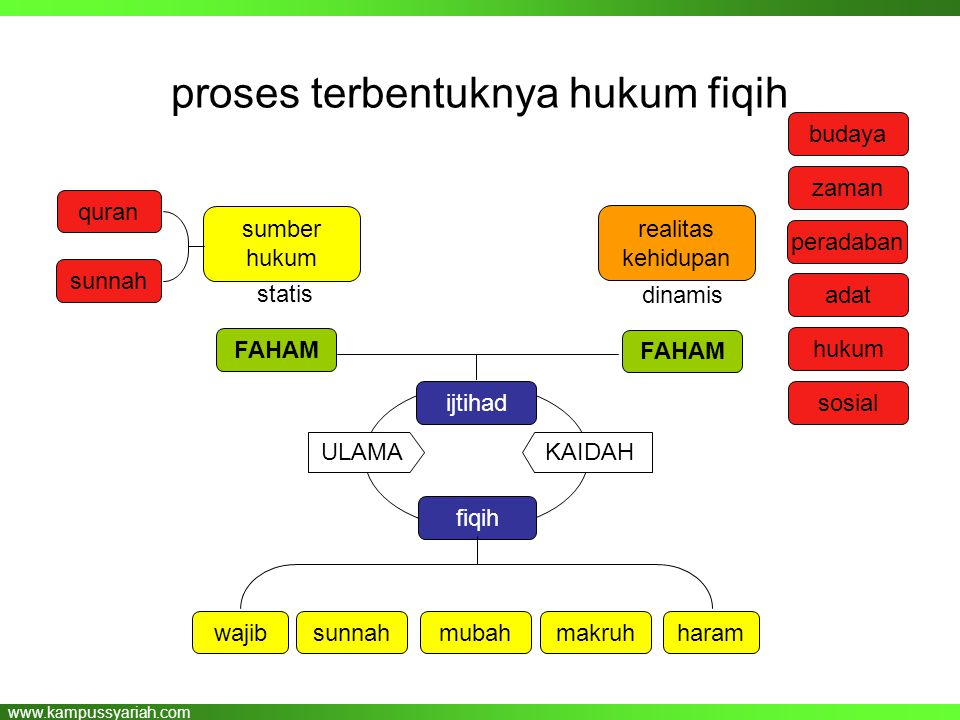 proses terbentuknya hukum fiqih
budaya
zaman
peradaban
adat
hukum
sosial
quran
sunnah
sumber
hukum
statis
realitas
kehidupan
dinamis
FAHAM
FAHAM
ijtihad
ULAMA
KAIDAH
fiqih
wajib
sunnah
mubah
makruh
haram
www.kampussyariah.com